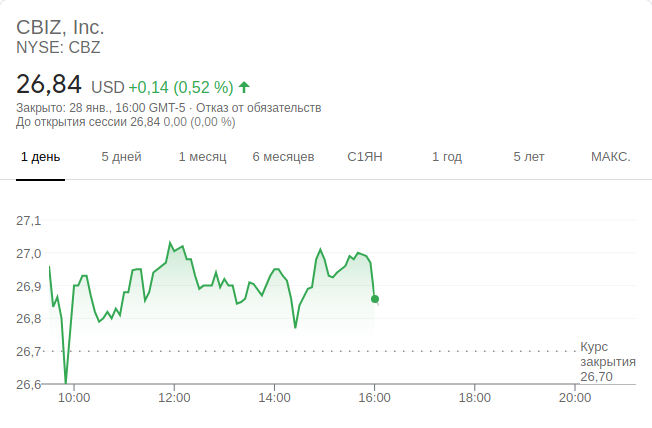 CBIZ, Inc.
NYSE: CBZ
26,84 USD +0,14 (0,52 %)
Закрыто: 28 янв., 16:00 GMT-5 · Отказ от обязательств
До открытия сессии 26,84 0,00 (0,00 %)
1 день 5 дней 1 месяц 6 месяцев С1ЯН 1 год 5 лет МАКС.
27,1
27,0
26,9
26,8
26,7
Курс
закрытия
26,70
26,6
10:00 12:00 14:00 16:00 18:00 20:00